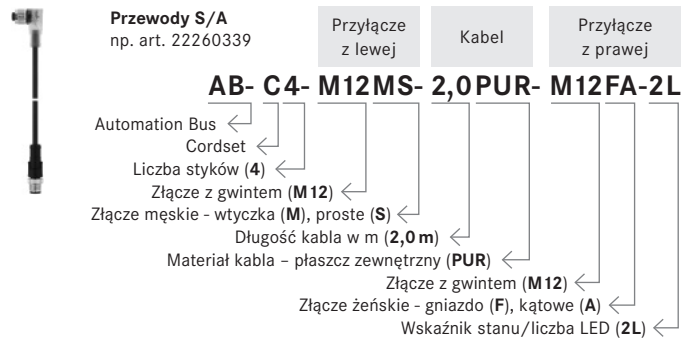 Przewody S/A
np. art. 22260339
Przyłącze
z lewej
Kabel
Przyłącze
z prawej
AB- C4- M12MS- 2,0PUR- M12FA-2L
Automation Bus
Cordset
Liczba styków (4)
Złącze z gwintem (M12)
Złącze męskie - wtyczka (M), proste (S)
Długość kabla w m (2,0 m)
Materiał kabla – płaszcz zewnętrzny (PUR)
Złącze z gwintem (M12)
Złącze żeńskie - gniazdo (F), kątowe (A)
Wskaźnik stanu/liczba LED (2L)